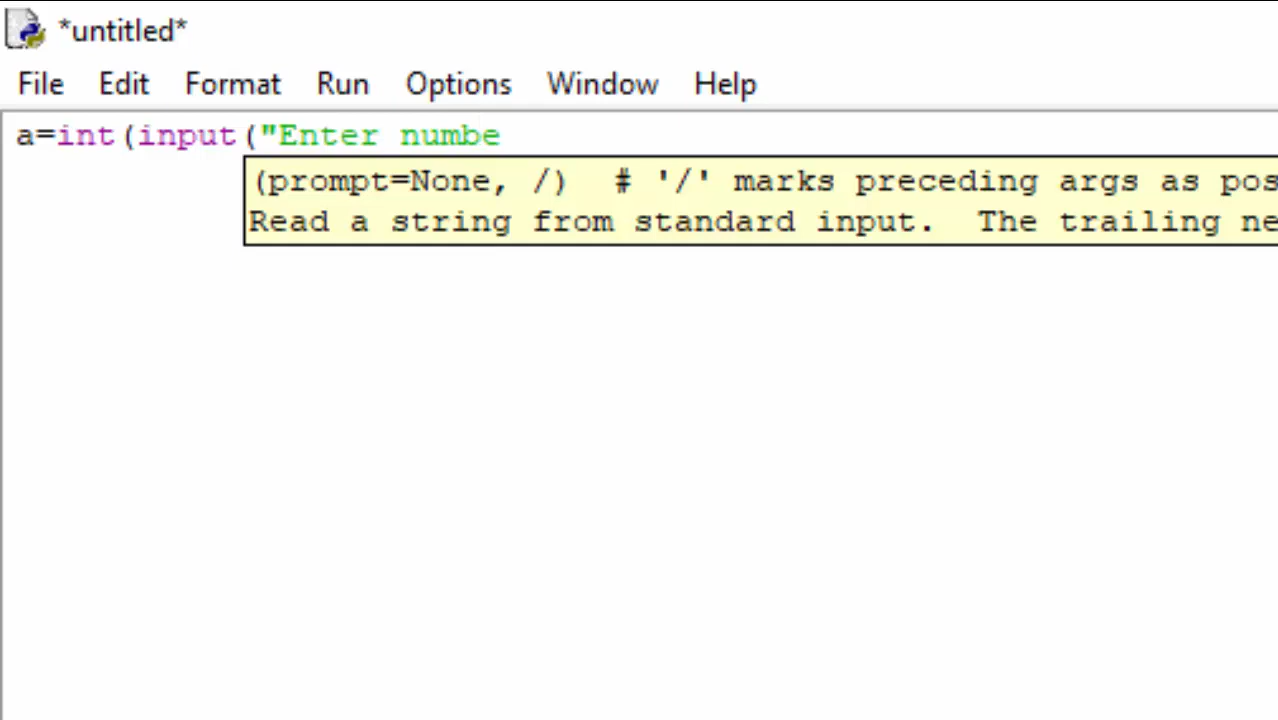 *untitled*
File Edit Format Run Options Window Help
a=int(input("Enter numbe
(prompt=None, /)  # '/' marks preceding args as pos
Read a string from standard input.  The trailing ne